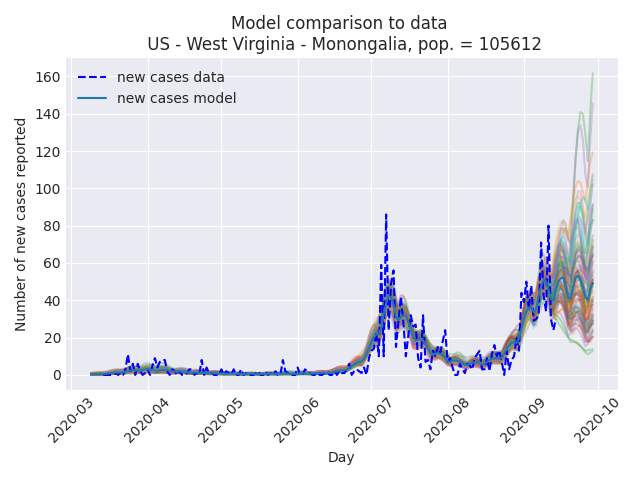 Model comparison to data
US - West Virginia - Monongalia, pop. = 105612
new cases data
new cases model
Number of new cases reported
160
140
120
100
80
60
40
20
0
2020-03
2020-04
2020-05
2020-06
2020-07
2020-08
2020-09
2020-10
Day